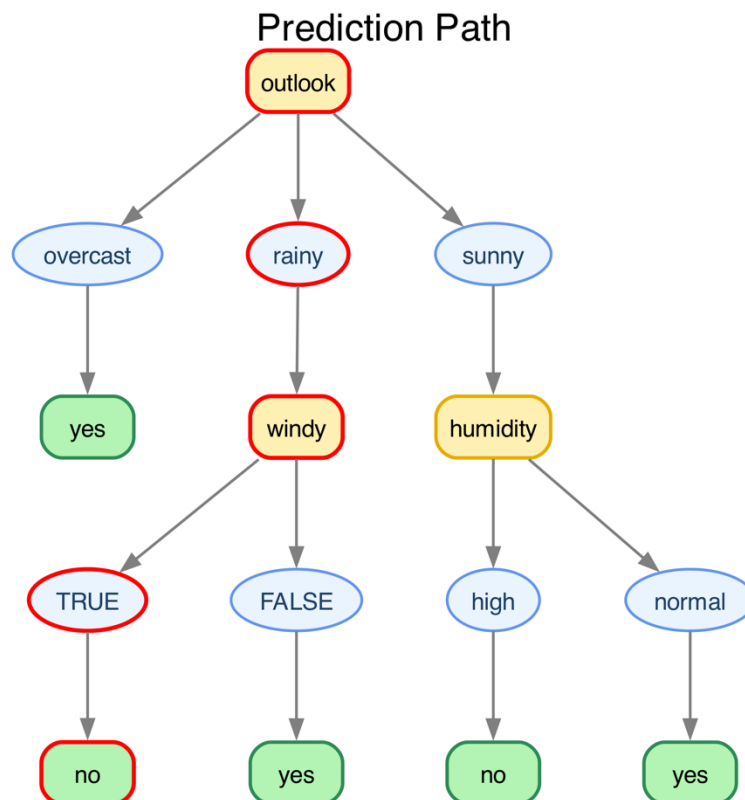 Prediction Path
outlook
overcast
rainy
sunny
yes
windy
humidity
TRUE
FALSE
high
normal
no
yes
no
yes